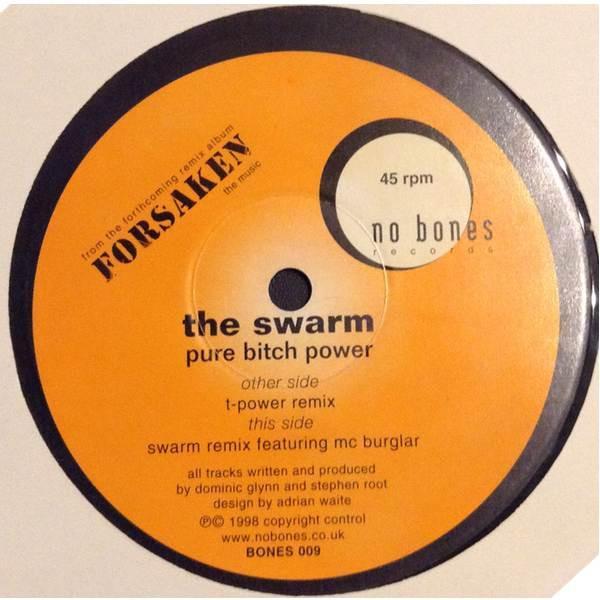 from the forthcoming remix album
FORSAKEN
the music
45 rpm
no bones
records
the swarm
pure bitch power
other side
t-power remix
this side
swarm remix featuring mc burglar
all tracks written and produced
by dominic glynn and stephen root
design by adrian waite
℗© 1998 copyright control
www.nobones.co.uk
BONES 009